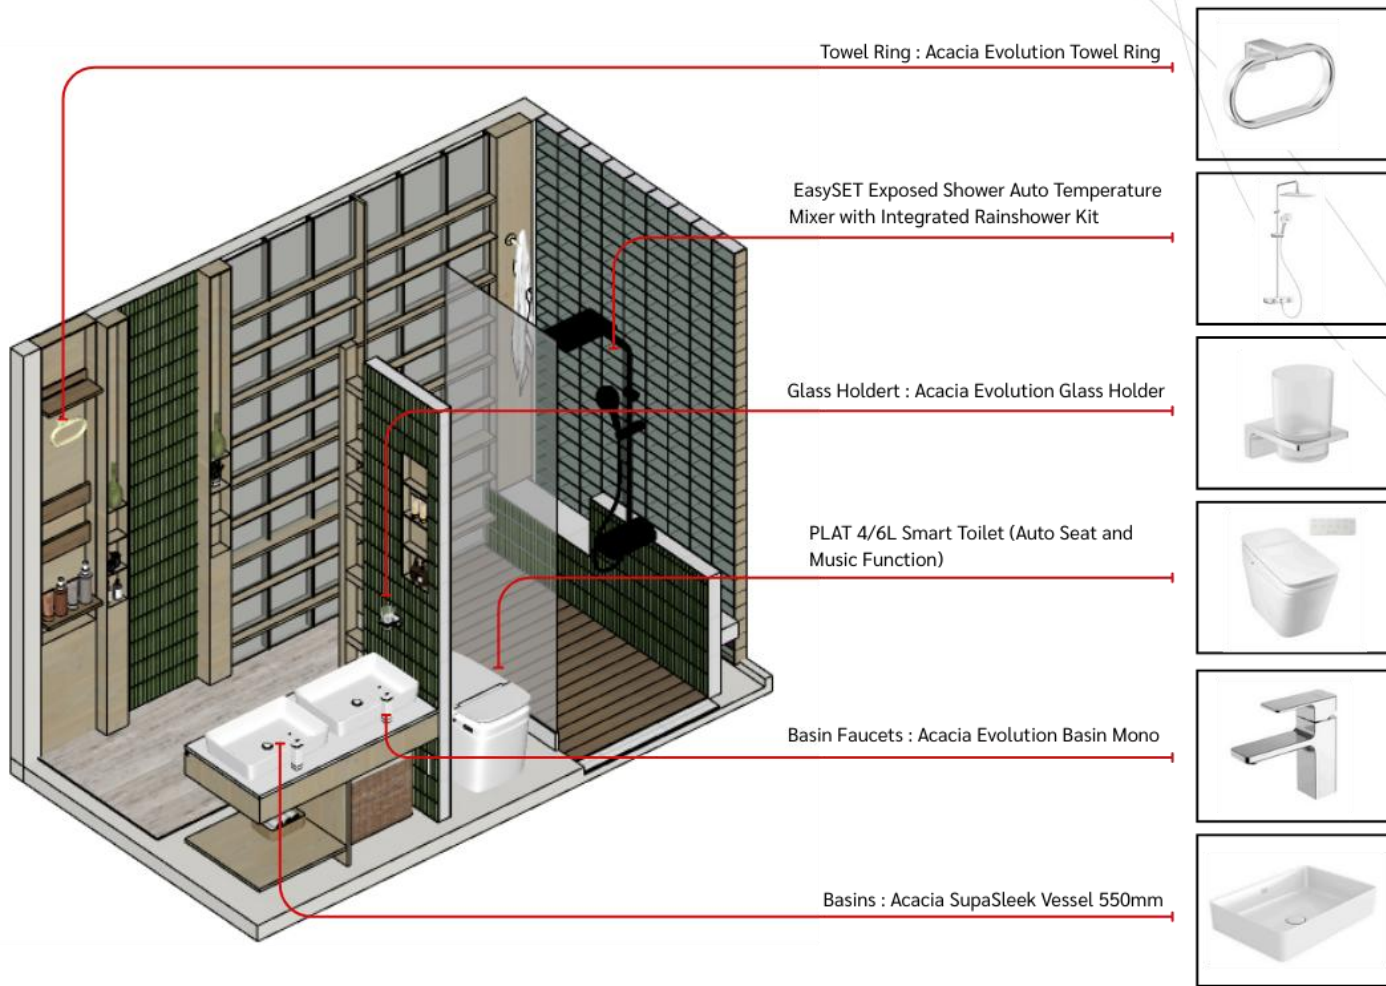 Towel Ring : Acacia Evolution Towel Ring
EasySET Exposed Shower Auto Temperature
Mixer with Integrated Rainshower Kit
Glass Holdert : Acacia Evolution Glass Holder
PLAT 4/6L Smart Toilet (Auto Seat and
Music Function)
Basin Faucets : Acacia Evolution Basin Mono
Basins : Acacia SupaSleek Vessel 550mm